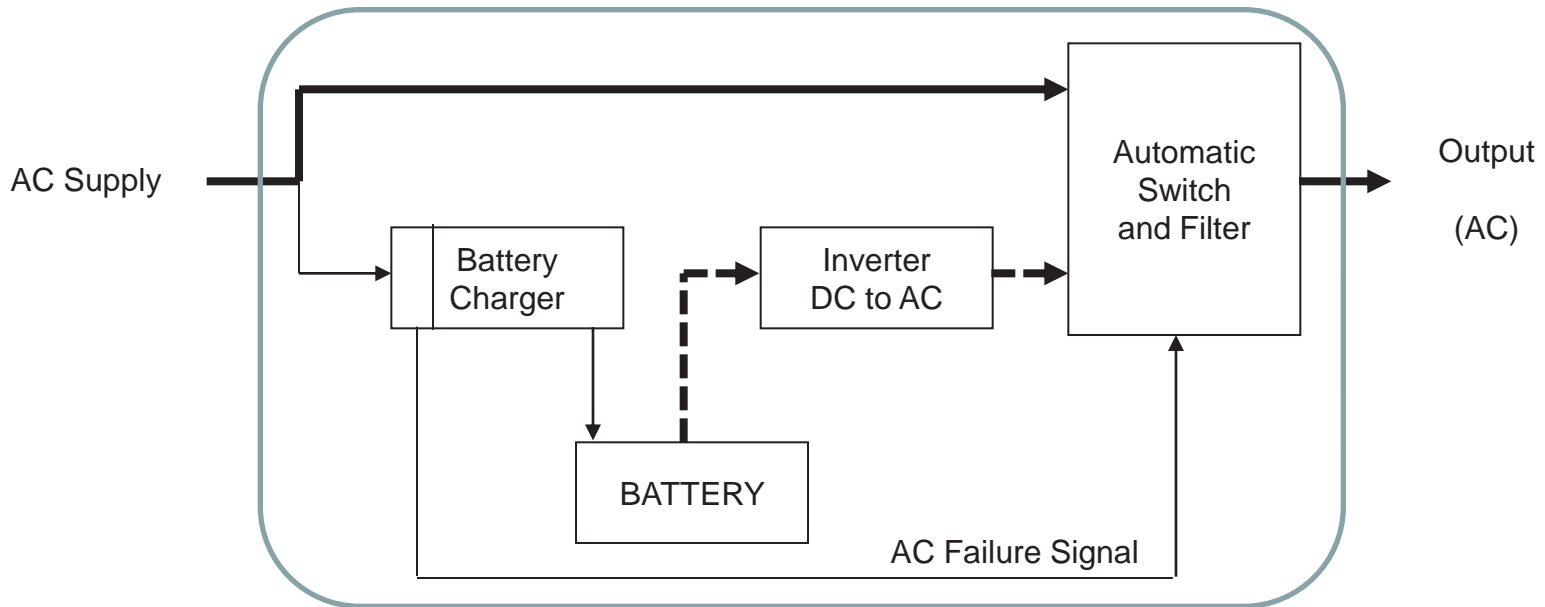 AC Supply
Battery
Charger
BATTERY
Inverter
DC to AC
AC Failure Signal
Automatic
Switch
and Filter
Output
(AC)